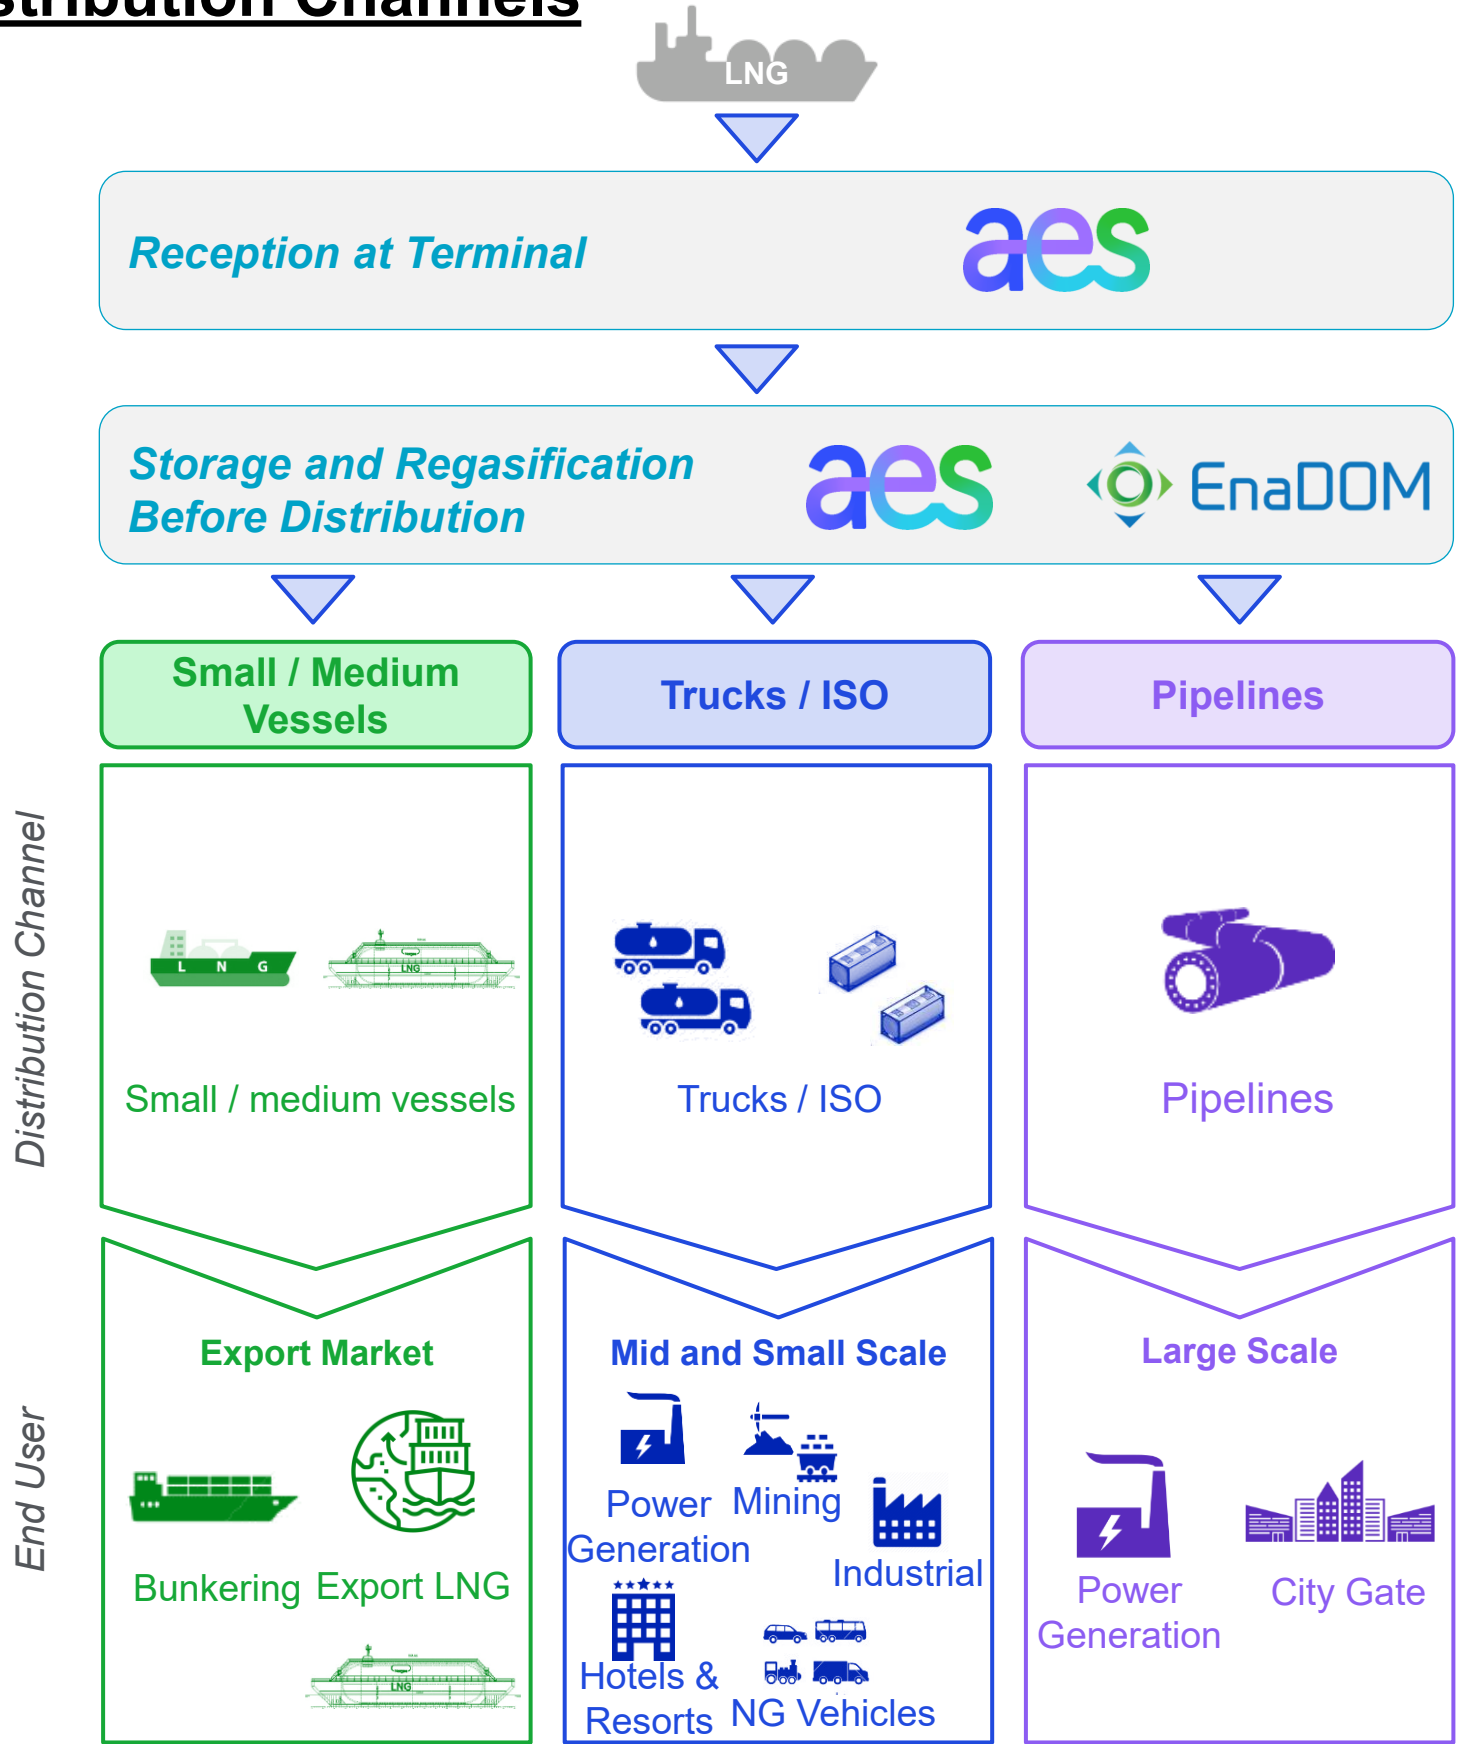 stribution Channels
LNG
Reception at Terminal
aes
Storage and Regasification
Before Distribution
aes
EnaDOM
Small / Medium
Vessels
Trucks / ISO
Pipelines
Distribution Channel
L N G
LNG
Small / medium vessels
Trucks / ISO
Pipelines
End User
Export Market
Bunkering
Export LNG
LNG
Mid and Small Scale
Power
Generation
Mining
Industrial
Hotels &
Resorts
NG Vehicles
Large Scale
Power
Generation
City Gate